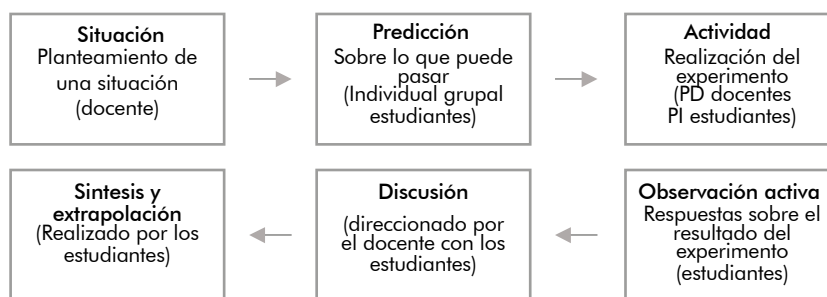 Situación
Planteamiento de
una situación
(docente)
Predicción
Sobre lo que puede
pasar
(Individual grupal
estudiantes)
Actividad
Realización del
experimento
(PD docentes
PI estudiantes)
Sintesis y
extrapolación
(Realizado por los
estudiantes)
Discusión
(direccionado por
el docente con los
estudiantes)
Observación activa
Respuestas sobre el
resultado del
experimento
(estudiantes)